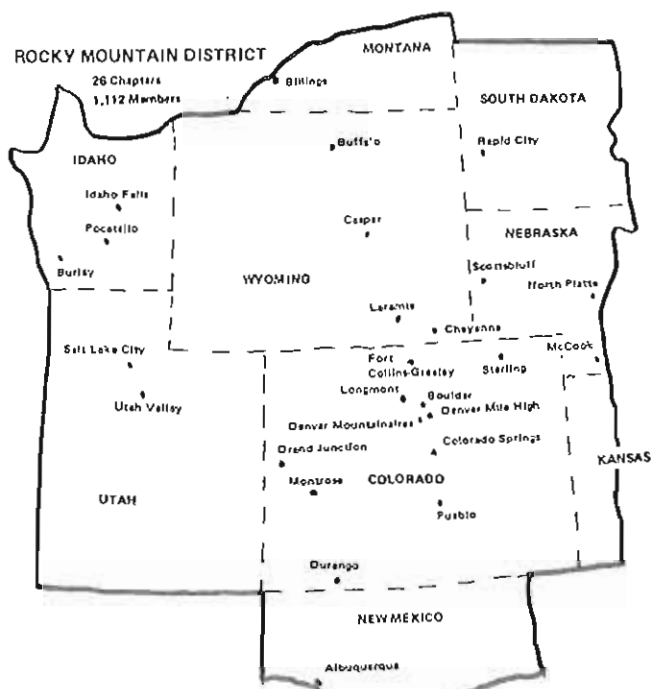 ROCKY MOUNTAIN DISTRICT
26 Chapters
1,112 Members
MONTANA
Billings
SOUTH DAKOTA
Rapid City
IDAHO
Idaho Falls
Pocatello
Burley
Buffalo
Casper
WYOMING
Laramie
Cheyenne
NEBRASKA
Scottsbluff
North Platte
McCook
Salt Lake City
Utah Valley
UTAH
Fort
Collins-Greeley
Sterling
Longmont
Boulder
Denver Mile High
Denver Mountainaires
Colorado Springs
Grand Junction
Montrose
COLORADO
Pueblo
Durango
KANSAS
NEW MEXICO
Albuquerque